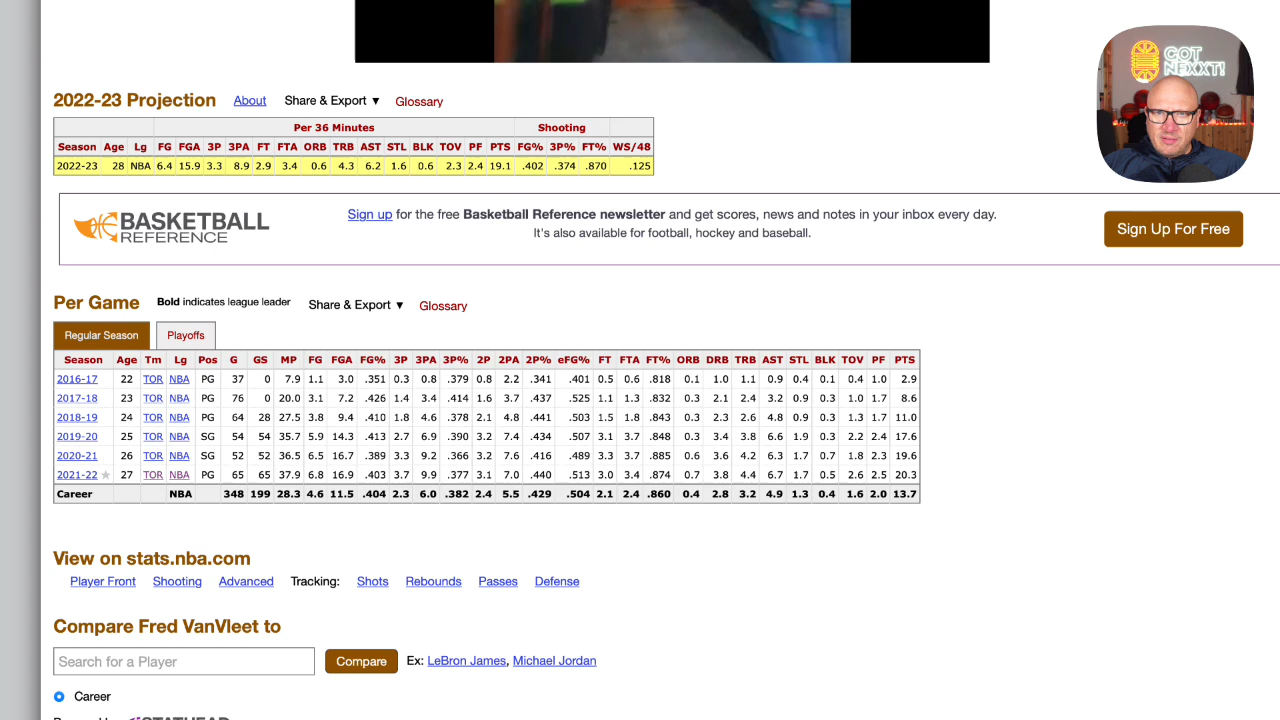 GOT
NEXXT!
2022-23 Projection About Share & Export ▼ Glossary
Per 36 Minutes Shooting
Season Age Lg FG FGA 3P 3PA FT FTA ORB TRB AST STL BLK TOV PF PTS FG% 3P% FT% WS/48
2022-23 28 NBA 6.4 15.9 3.3 8.9 2.9 3.4 0.6 4.3 6.2 1.6 0.6 2.3 2.4 19.1 .402 .374 .870 .125
BASKETBALL
REFERENCE
Sign up for the free Basketball Reference newsletter and get scores, news and notes in your inbox every day.
It's also available for football, hockey and baseball.
Sign Up For Free
Per Game Bold indicates league leader Share & Export ▼ Glossary
Regular Season Playoffs
Season Age Tm Lg Pos G GS MP FG FGA FG% 3P 3PA 3P% 2P 2PA 2P% eFG% FT FTA FT% ORB DRB TRB AST STL BLK TOV PF PTS
2016-17 22 TOR NBA PG 37 0 7.9 1.1 3.0 .351 0.3 0.8 .379 0.8 2.2 .341 .401 0.5 0.6 .818 0.1 1.0 1.1 0.9 0.4 0.1 0.4 1.0 2.9
2017-18 23 TOR NBA PG 76 0 20.0 3.1 7.2 .426 1.4 3.4 .414 1.6 3.7 .437 .525 1.1 1.3 .832 0.3 2.1 2.4 3.2 0.9 0.3 1.0 1.7 8.6
2018-19 24 TOR NBA PG 64 28 27.5 3.8 9.4 .410 1.8 4.6 .378 2.1 4.8 .441 .503 1.5 1.8 .843 0.3 2.3 2.6 4.8 0.9 0.3 1.3 1.7 11.0
2019-20 25 TOR NBA SG 54 54 35.7 5.9 14.3 .413 2.7 6.9 .390 3.2 7.4 .434 .507 3.1 3.7 .848 0.3 3.4 3.8 6.6 1.9 0.3 2.2 2.4 17.6
2020-21 26 TOR NBA SG 52 52 36.5 6.5 16.7 .389 3.3 9.2 .366 3.2 7.6 .416 .489 3.3 3.7 .885 0.6 3.6 4.2 6.3 1.7 0.7 1.8 2.3 19.6
2021-22 ★ 27 TOR NBA PG 65 65 37.9 6.8 16.9 .403 3.7 9.9 .377 3.1 7.0 .440 .513 3.0 3.4 .874 0.7 3.8 4.4 6.7 1.7 0.5 2.6 2.5 20.3
Career NBA 348 199 28.3 4.6 11.5 .404 2.3 6.0 .382 2.4 5.5 .429 .504 2.1 2.4 .860 0.4 2.8 3.2 4.9 1.3 0.4 1.6 2.0 13.7
View on stats.nba.com
Player Front Shooting Advanced Tracking: Shots Rebounds Passes Defense
Compare Fred VanVleet to
Search for a Player Compare Ex: LeBron James, Michael Jordan
Career